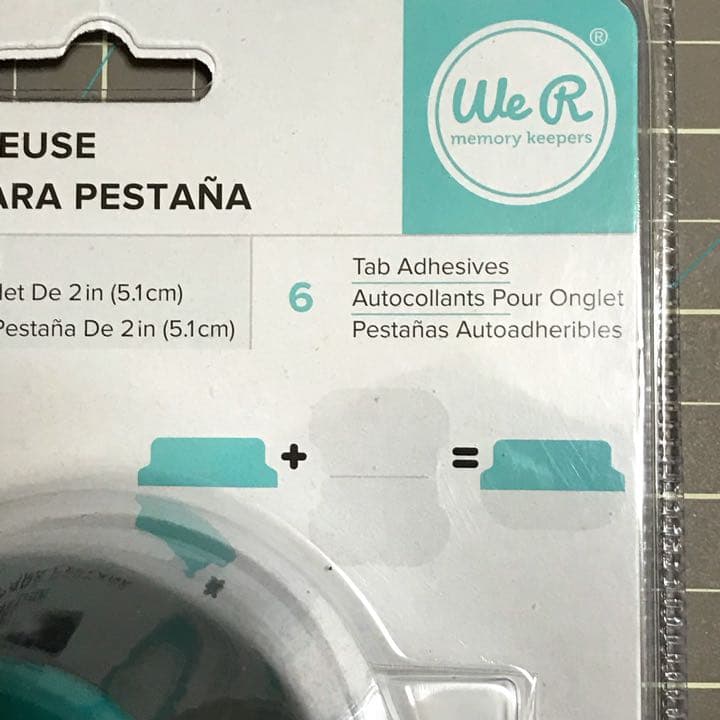 We R
®
memory keepers
EUSE
ARA PESTAÑA
let De 2 in (5.1cm)
Pestaña De 2 in (5.1cm)
6
Tab Adhesives
Autocollants Pour Onglet
Pestañas Autoadheribles
+
=